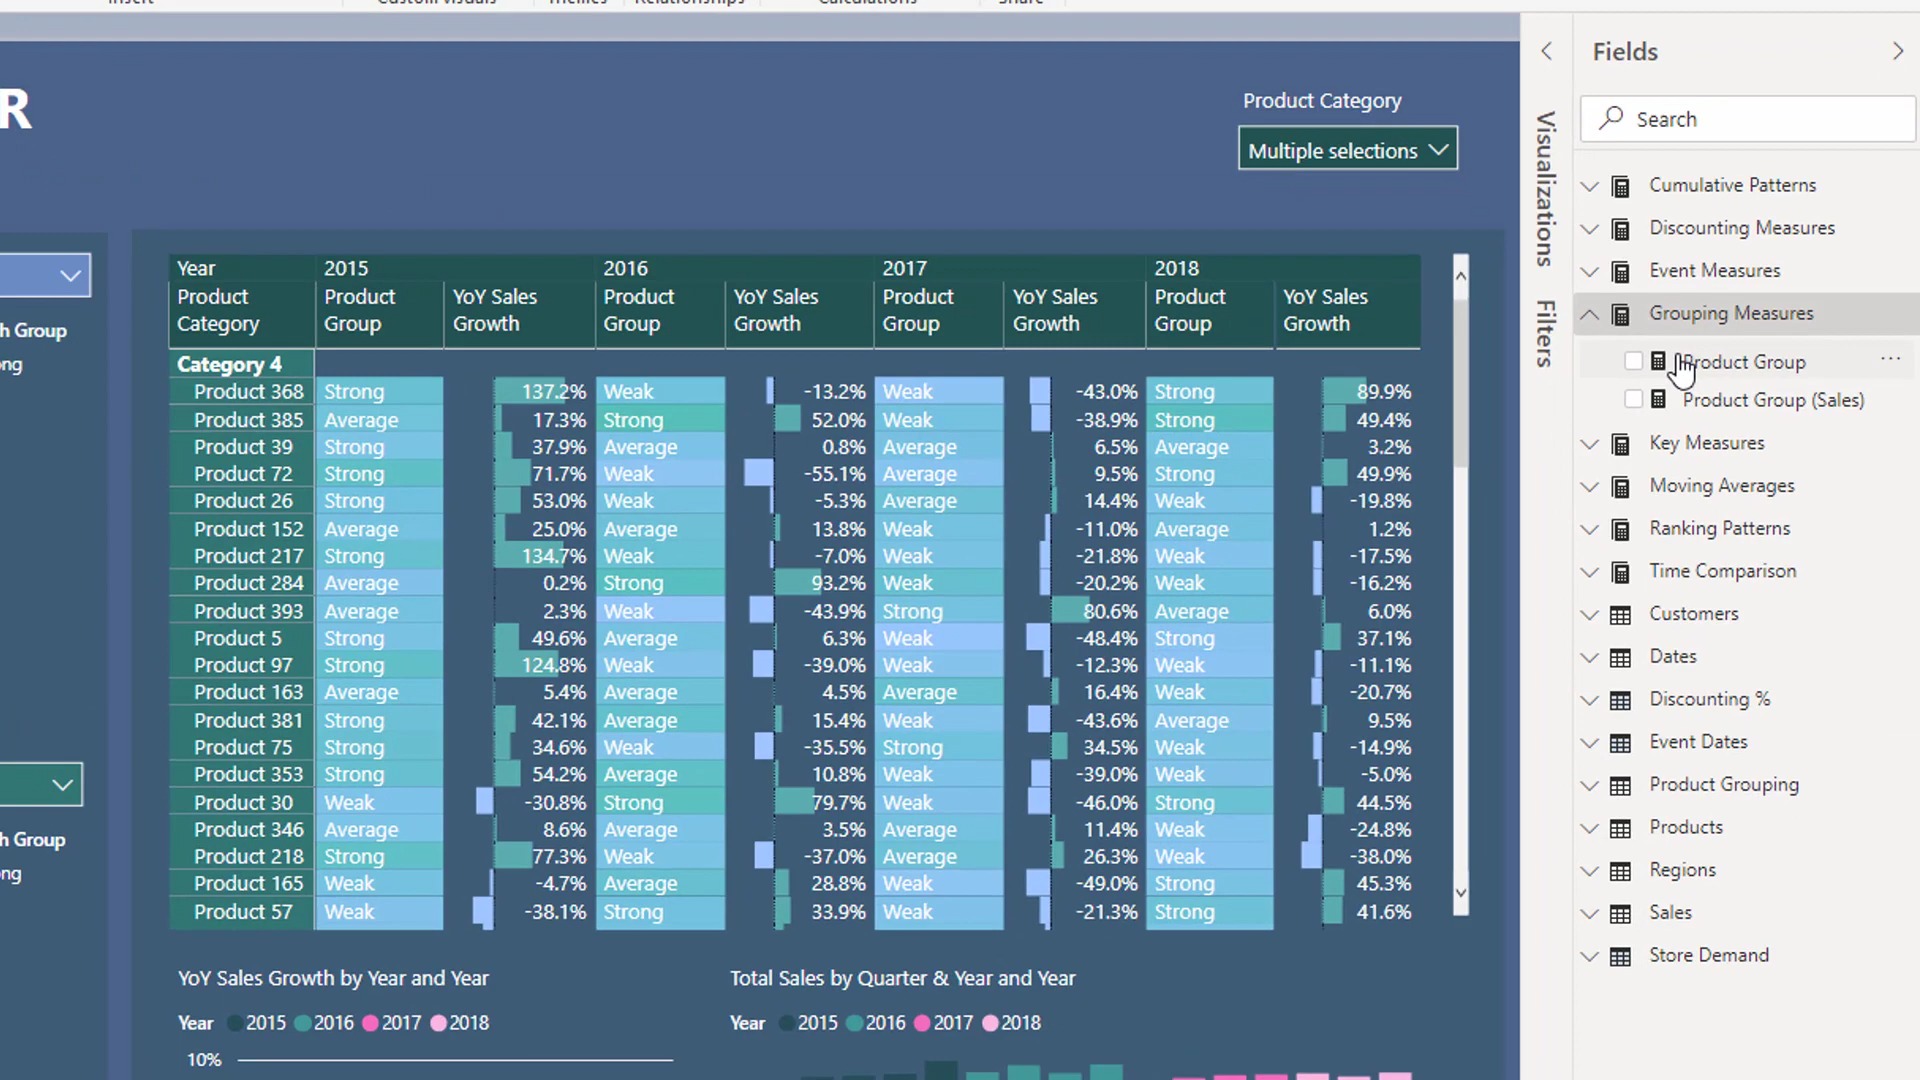 R
Product Category
Multiple selections
h Group
ng
h Group
ng
Year 2015 2016 2017 2018
Product Category Product Group YoY Sales Growth Product Group YoY Sales Growth Product Group YoY Sales Growth Product Group YoY Sales Growth
Category 4
Product 368 Strong 137.2% Weak -13.2% Weak -43.0% Strong 89.9%
Product 385 Average 17.3% Strong 52.0% Weak -38.9% Strong 49.4%
Product 39 Strong 37.9% Average 0.8% Average 6.5% Average 3.2%
Product 72 Strong 71.7% Weak -55.1% Average 9.5% Strong 49.9%
Product 26 Strong 53.0% Weak -5.3% Average 14.4% Weak -19.8%
Product 152 Average 25.0% Average 13.8% Weak -11.0% Average 1.2%
Product 217 Strong 134.7% Weak -7.0% Weak -21.8% Weak -17.5%
Product 284 Average 0.2% Strong 93.2% Weak -20.2% Weak -16.2%
Product 393 Average 2.3% Weak -43.9% Strong 80.6% Average 6.0%
Product 5 Strong 49.6% Average 6.3% Weak -48.4% Strong 37.1%
Product 97 Strong 124.8% Weak -39.0% Weak -12.3% Weak -11.1%
Product 163 Average 5.4% Average 4.5% Average 16.4% Weak -20.7%
Product 381 Strong 42.1% Average 15.4% Weak -43.6% Average 9.5%
Product 75 Strong 34.6% Weak -35.5% Strong 34.5% Weak -14.9%
Product 353 Strong 54.2% Average 10.8% Weak -39.0% Weak -5.0%
Product 30 Weak -30.8% Strong 79.7% Weak -46.0% Strong 44.5%
Product 346 Average 8.6% Average 3.5% Average 11.4% Weak -24.8%
Product 218 Strong 77.3% Weak -37.0% Average 26.3% Weak -38.0%
Product 165 Weak -4.7% Average 28.8% Weak -49.0% Strong 45.3%
Product 57 Weak -38.1% Strong 33.9% Weak -21.3% Strong 41.6%
YoY Sales Growth by Year and Year
Year 2015 2016 2017 2018
10%
Total Sales by Quarter & Year and Year
Year 2015 2016 2017 2018
Visualizations
Filters
Fields
Search
Cumulative Patterns
Discounting Measures
Event Measures
Grouping Measures
Product Group
Product Group (Sales)
Key Measures
Moving Averages
Ranking Patterns
Time Comparison
Customers
Dates
Discounting %
Event Dates
Product Grouping
Products
Regions
Sales
Store Demand